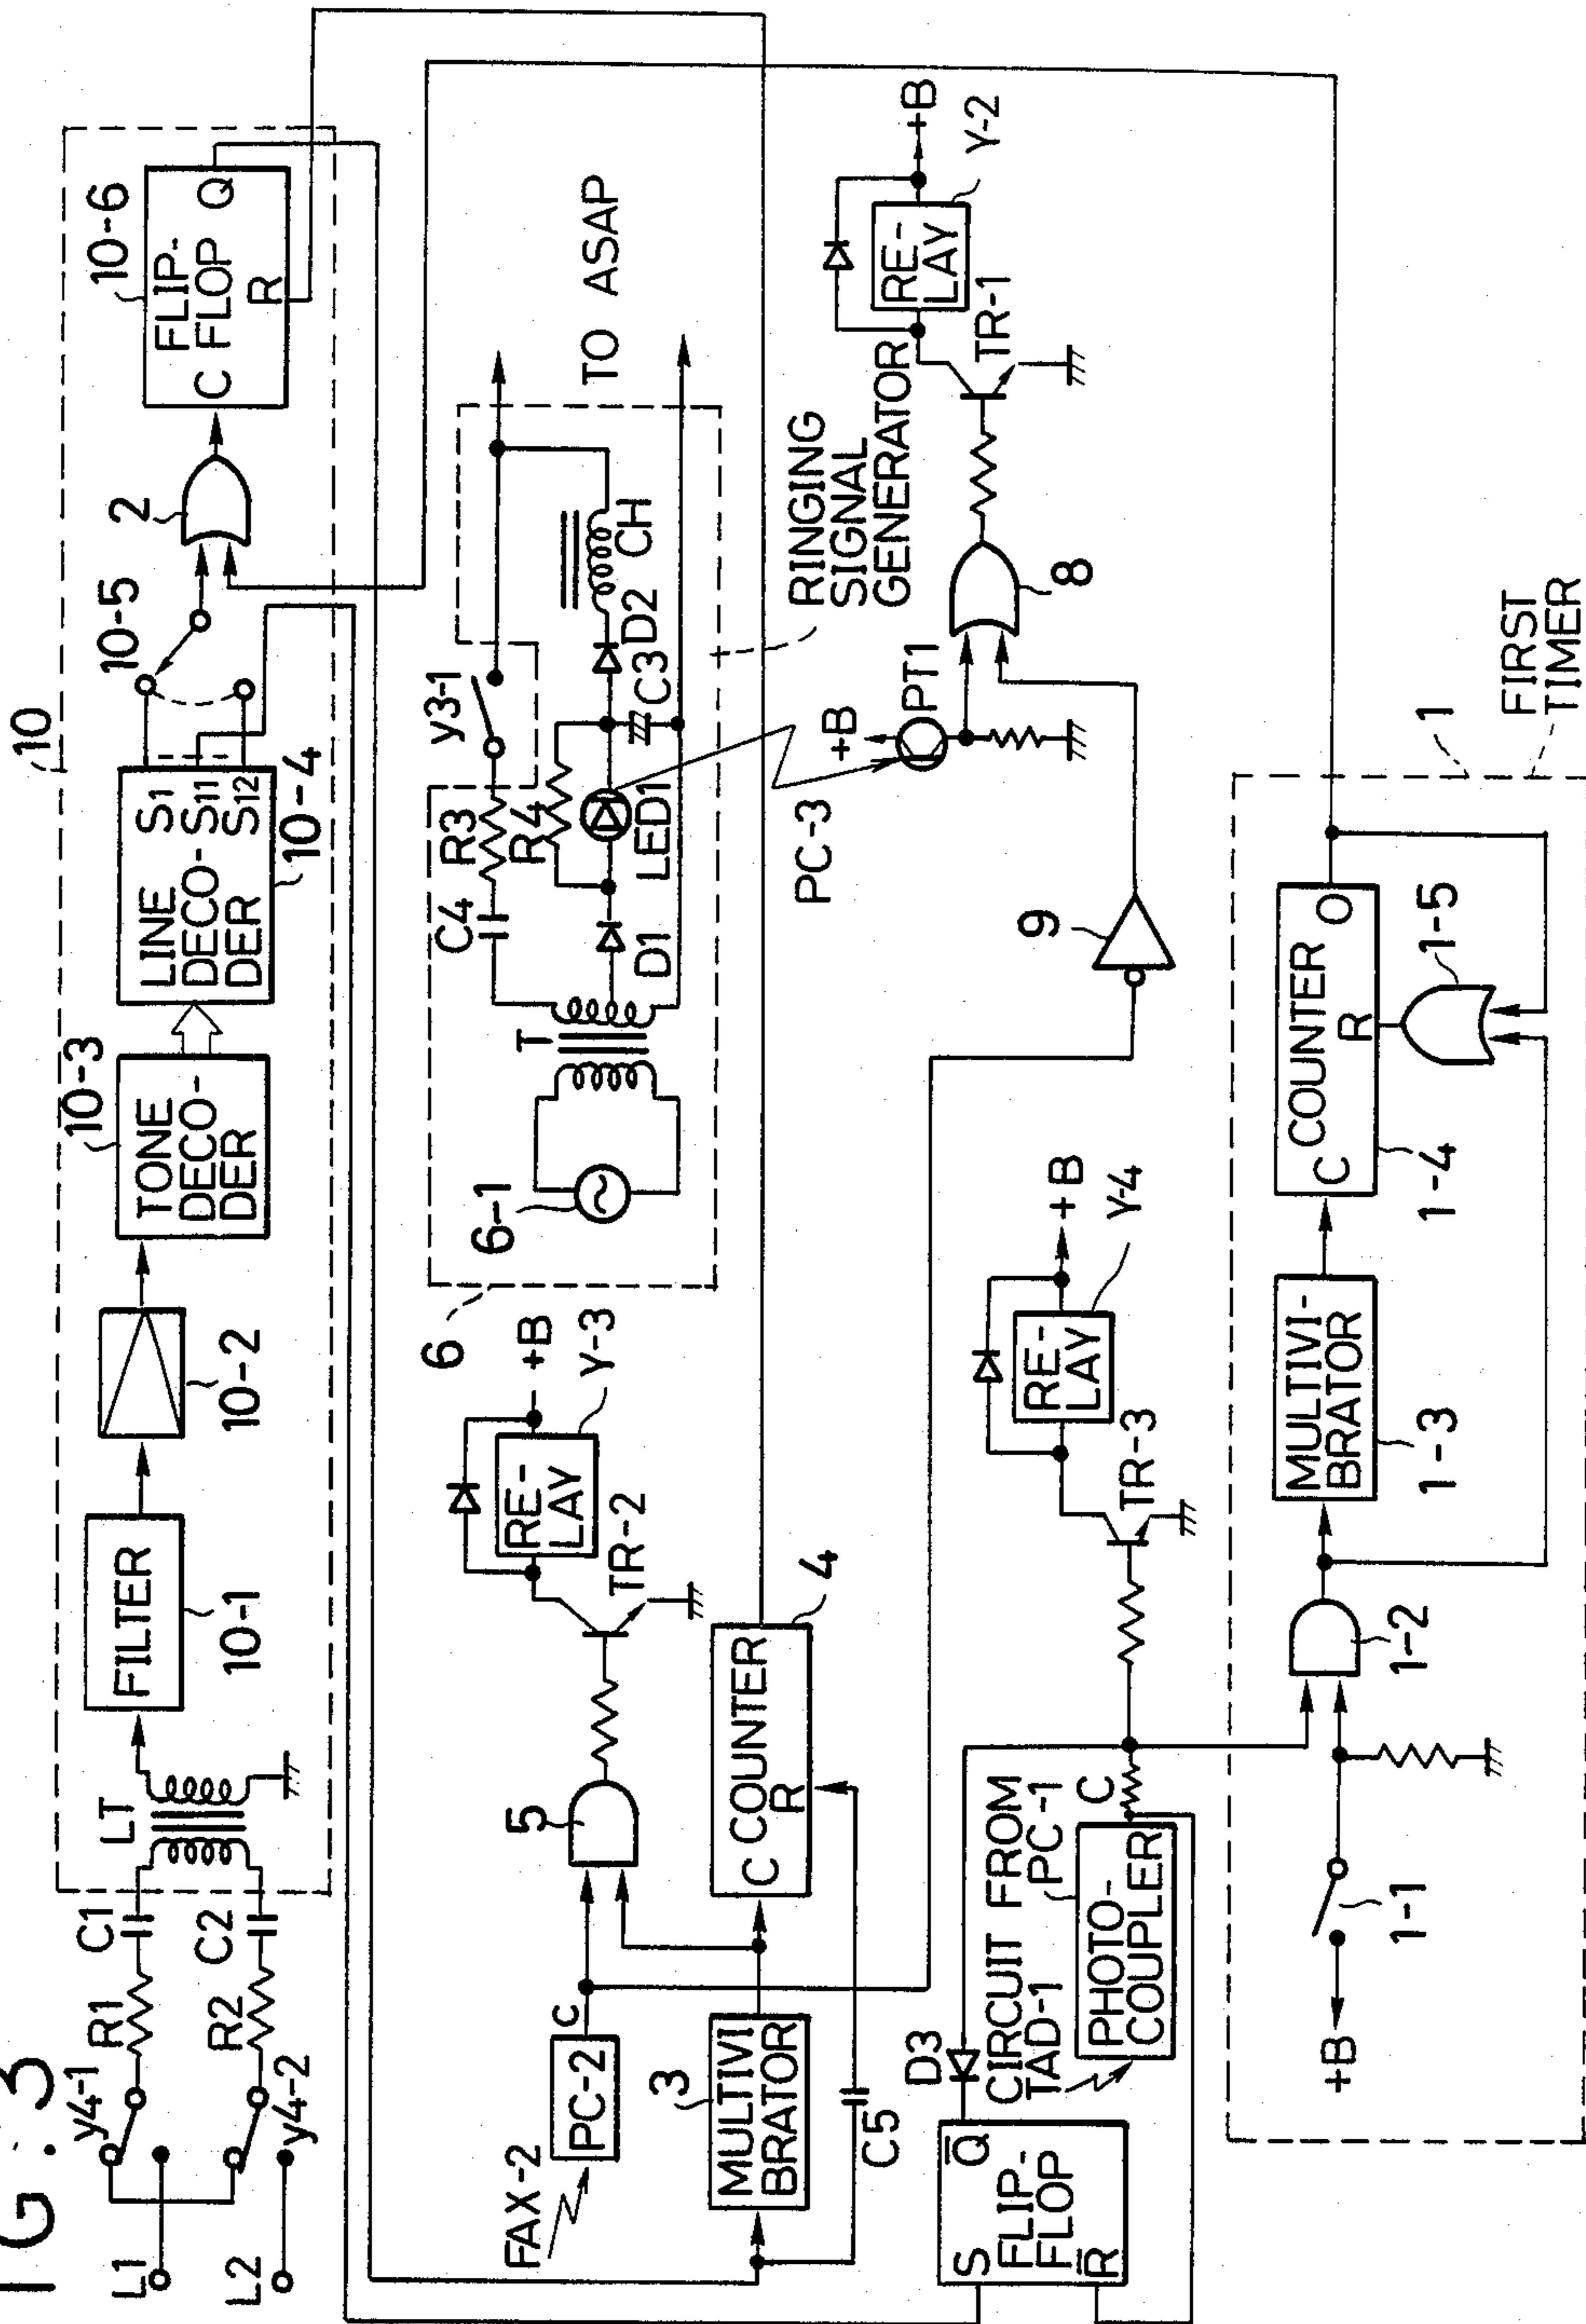 FIG. 3
10
L1
L2
y4-1
y4-2
R1
R2
C1
C2
LT
FILTER
10-1
10-2
TONE
DECO-
DER
10-3
LINE
DECO-
DER
S1
S11
S12
10-4
10-5
2
FLIP-
FLOP
C
Q
R
10-6
FAX-2
PC-2
C
5
TR-2
RE-
LAY
+B
Y-3
3
MULTIVI
BRATOR
C5
C COUNTER
R
4
6
6-1
T
C4
R3
R4
D1
LED1
y3-1
C3
D2
CH
TO ASAP
RINGING
SIGNAL
GENERATOR
PC-3
+B
PT1
8
9
TR-1
RE-
LAY
+B
Y-2
S
Q
FLIP-
FLOP
R
D3
CIRCUIT FROM
TAD-1
PC-1
PHOTO-
COUPLER
C
TR-3
RE-
LAY
+B
Y-4
+B
1-1
1-2
MULTIVI-
BRATOR
1-3
C COUNTER O
R
1-4
1-5
1
FIRST
TIMER